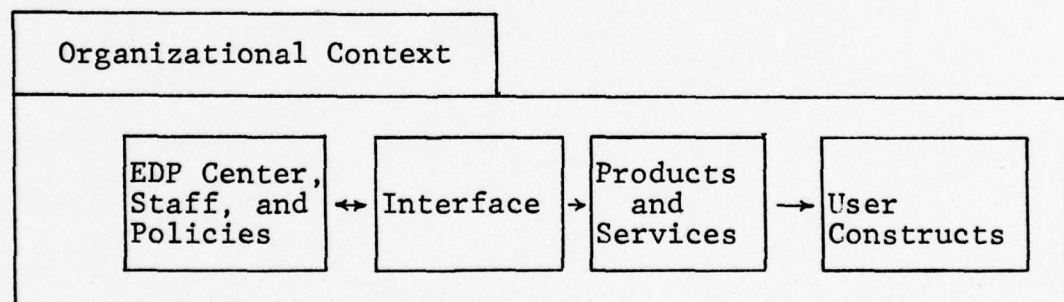 Organizational Context
EDP Center,
Staff, and
Policies
Interface
Products
and
Services
User
Constructs